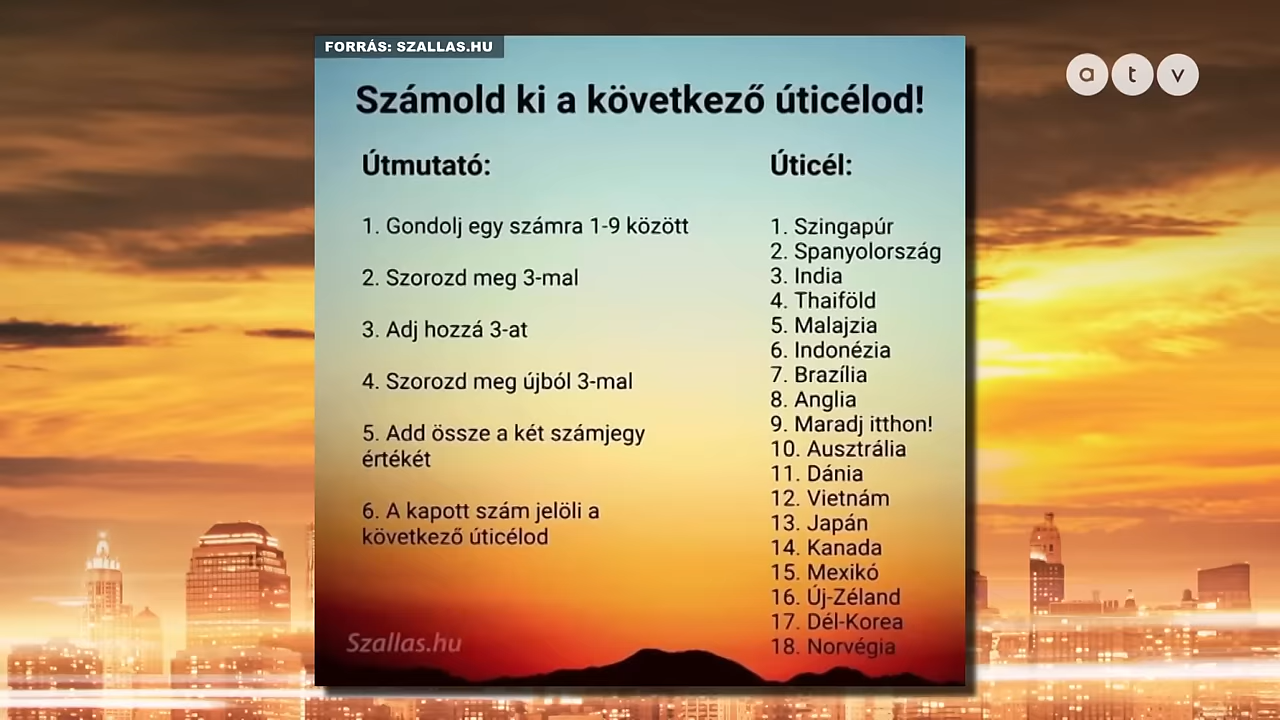 FORRÁS: SZALLAS.HU
a t v
Számold ki a következő úticélod!
Útmutató:
1. Gondolj egy számra 1-9 között
2. Szorozd meg 3-mal
3. Adj hozzá 3-at
4. Szorozd meg újból 3-mal
5. Add össze a két számjegy
értékét
6. A kapott szám jelöli a
következő úticélod
Szallas.hu
Úticél:
1. Szingapúr
2. Spanyolország
3. India
4. Thaiföld
5. Malajzia
6. Indonézia
7. Brazília
8. Anglia
9. Maradj itthon!
10. Ausztrália
11. Dánia
12. Vietnám
13. Japán
14. Kanada
15. Mexikó
16. Új-Zéland
17. Dél-Korea
18. Norvégia